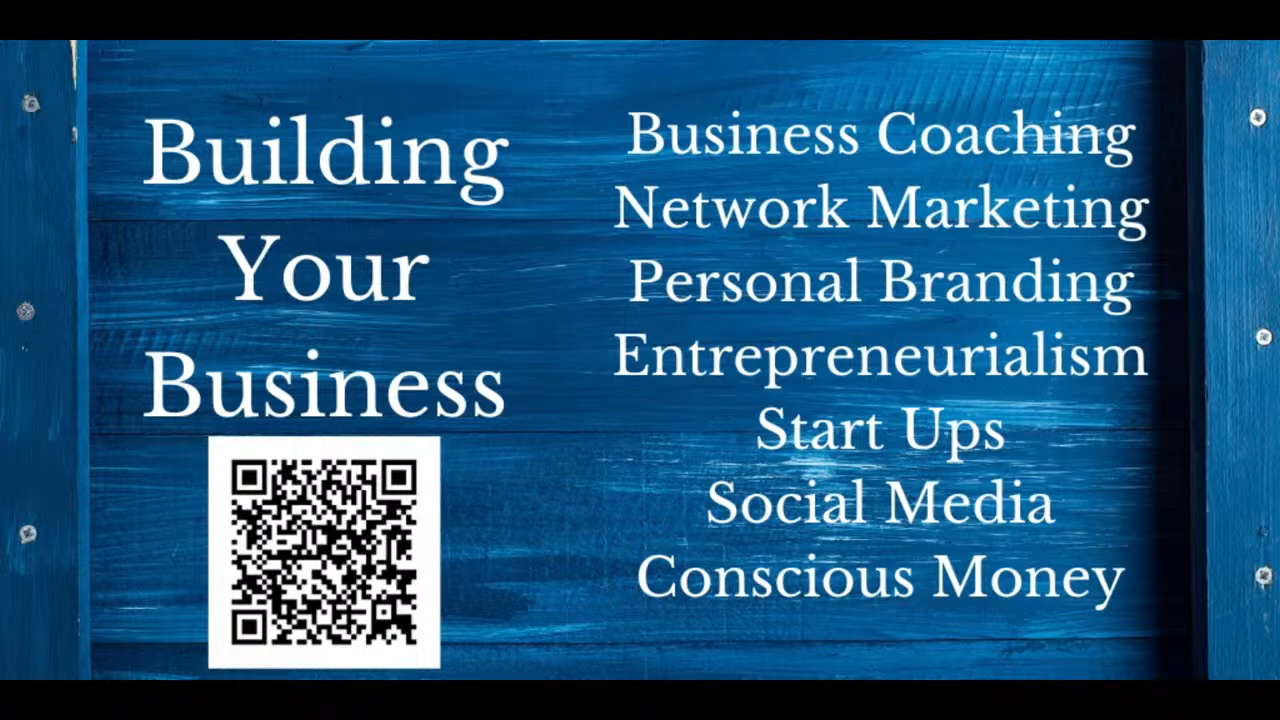 Building
Your
Business
Business Coaching
Network Marketing
Personal Branding
Entrepreneurialism
Start Ups
Social Media
Conscious Money